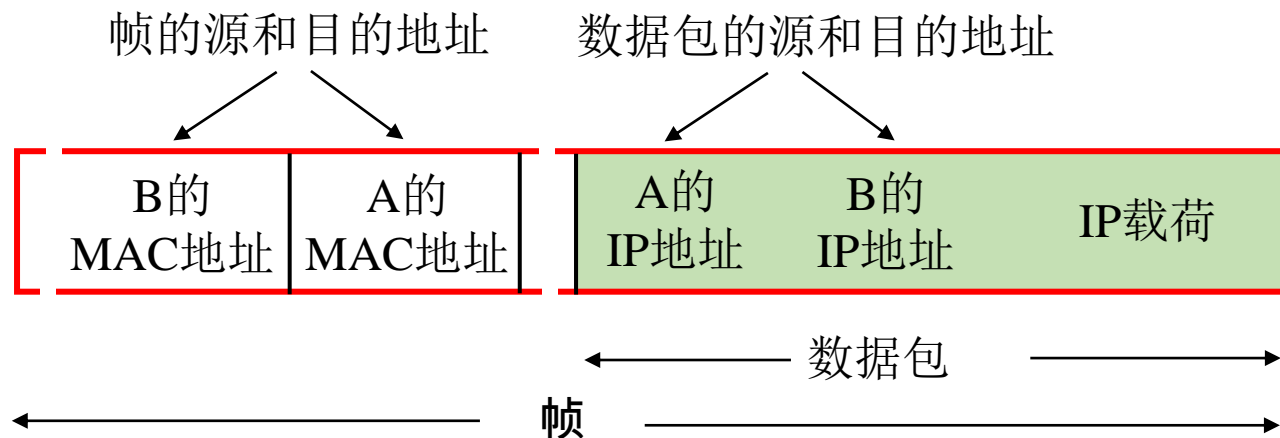 帧的源和目的地址
数据包的源和目的地址
B的
MAC地址
A的
MAC地址
A的
IP地址
B的
IP地址
IP载荷
数据包
帧